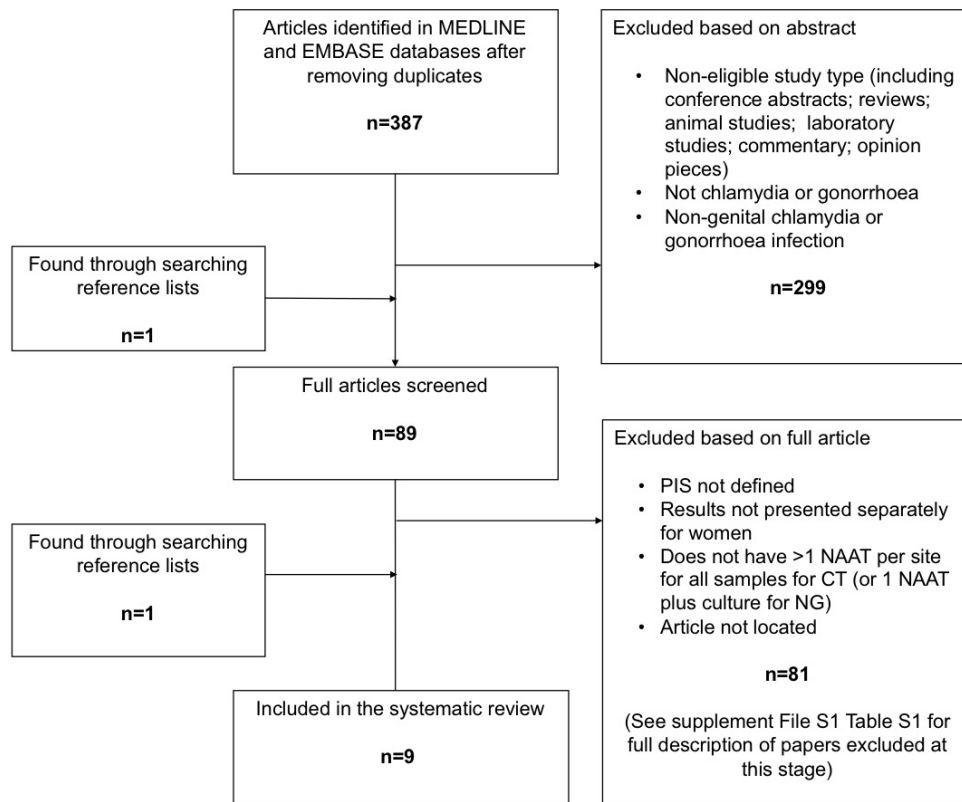 Articles identified in MEDLINE
and EMBASE databases after
removing duplicates
n=387
Excluded based on abstract
• Non-eligible study type (including
conference abstracts; reviews;
animal studies; laboratory
studies; commentary; opinion
pieces)
• Not chlamydia or gonorrhoea
• Non-genital chlamydia or
gonorrhoea infection
n=299
Found through searching
reference lists
n=1
Full articles screened
n=89
Excluded based on full article
• PIS not defined
• Results not presented separately
for women
• Does not have >1 NAAT per site
for all samples for CT (or 1 NAAT
plus culture for NG)
• Article not located
n=81
(See supplement File S1 Table S1 for
full description of papers excluded at
this stage)
Found through searching
reference lists
n=1
Included in the systematic review
n=9